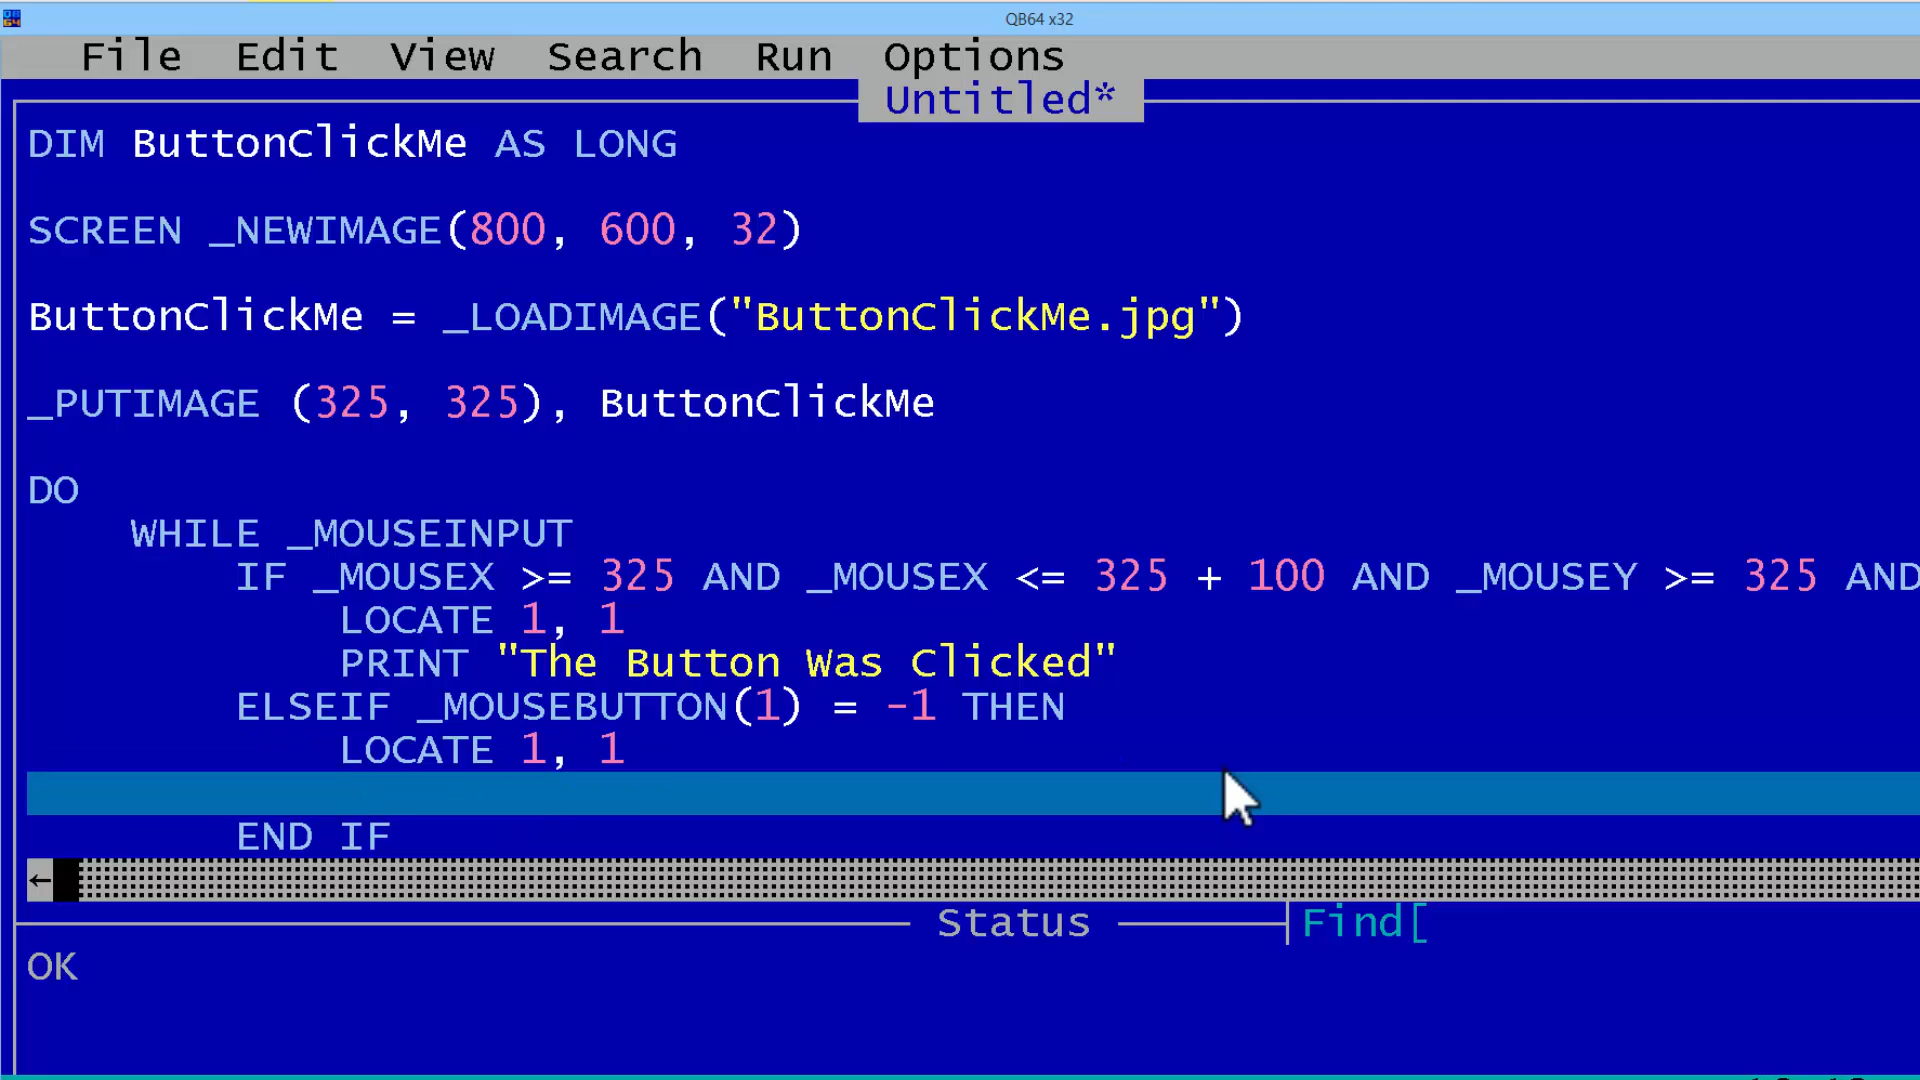 QB64 x32
File Edit View Search Run Options
Untitled*
DIM ButtonClickMe AS LONG
SCREEN _NEWIMAGE(800, 600, 32)
ButtonClickMe = _LOADIMAGE("ButtonClickMe.jpg")
_PUTIMAGE (325, 325), ButtonClickMe
DO
WHILE _MOUSEINPUT
IF _MOUSEX >= 325 AND _MOUSEX <= 325 + 100 AND _MOUSEY >= 325 AND
LOCATE 1, 1
PRINT "The Button Was Clicked"
ELSEIF _MOUSEBUTTON(1) = -1 THEN
LOCATE 1, 1
END IF
Status Find[
OK